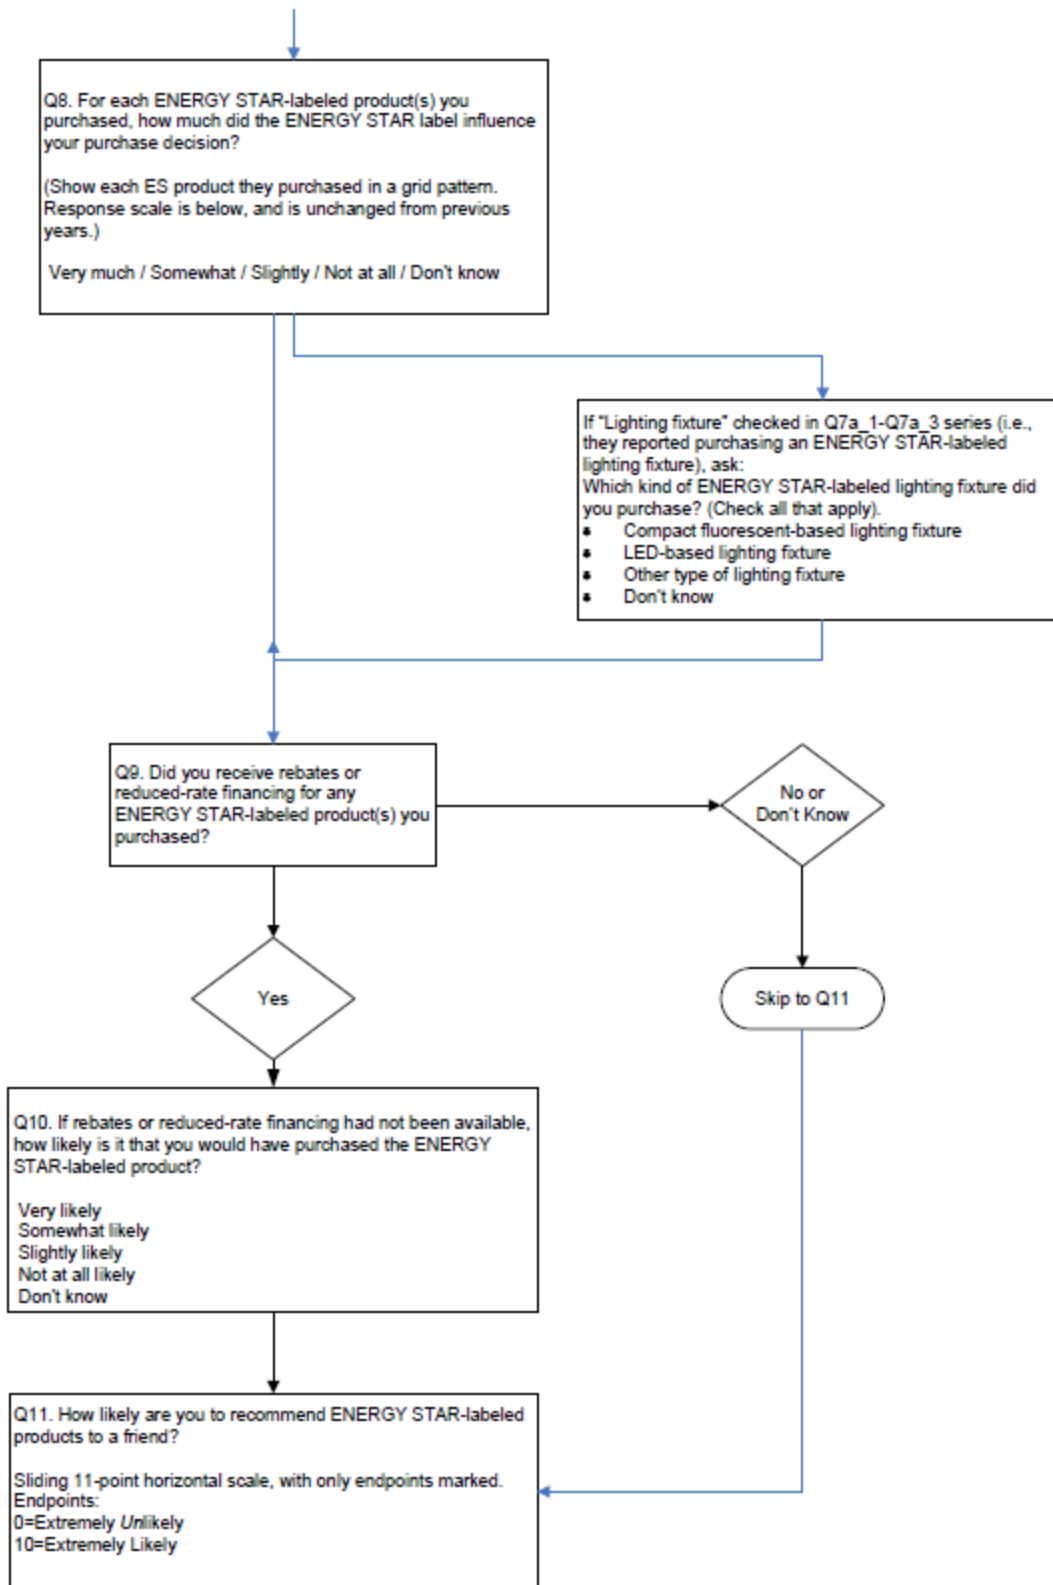 Q8. For each ENERGY STAR-labeled product(s) you
purchased, how much did the ENERGY STAR label influence
your purchase decision?
(Show each ES product they purchased in a grid pattern.
Response scale is below, and is unchanged from previous
years.)
Very much / Somewhat / Slightly / Not at all / Don't know
If "Lighting fixture" checked in Q7a_1-Q7a_3 series (i.e.,
they reported purchasing an ENERGY STAR-labeled
lighting fixture), ask:
Which kind of ENERGY STAR-labeled lighting fixture did
you purchase? (Check all that apply).
• Compact fluorescent-based lighting fixture
• LED-based lighting fixture
• Other type of lighting fixture
• Don't know
Q9. Did you receive rebates or
reduced-rate financing for any
ENERGY STAR-labeled product(s) you
purchased?
No or
Don't Know
Yes
Skip to Q11
Q10. If rebates or reduced-rate financing had not been available,
how likely is it that you would have purchased the ENERGY
STAR-labeled product?
Very likely
Somewhat likely
Slightly likely
Not at all likely
Don't know
Q11. How likely are you to recommend ENERGY STAR-labeled
products to a friend?
Sliding 11-point horizontal scale, with only endpoints marked.
Endpoints:
0=Extremely Unlikely
10=Extremely Likely